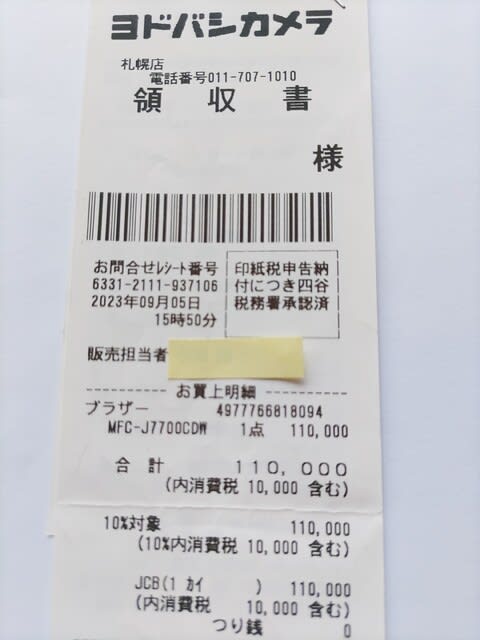 ヨドバシカメラ
札幌店
電話番号011-707-1010
領 収 書
様
お問合せレシート番号
6331-2111-937106
2023年09月05日
15時50分
印紙税申告納
付につき四谷
税務署承認済
販売担当者
---------- お買上明細 ----------
ブラザー 4977766818094
MFC-J7700CDW 1点 110,000
合 計 110,000
(内消費税 10,000 含む)
10%対象 110,000
(10%内消費税 10,000 含む)
JCB(1 カイ ) 110,000
(内消費税 10,000 含む)
つり銭 0